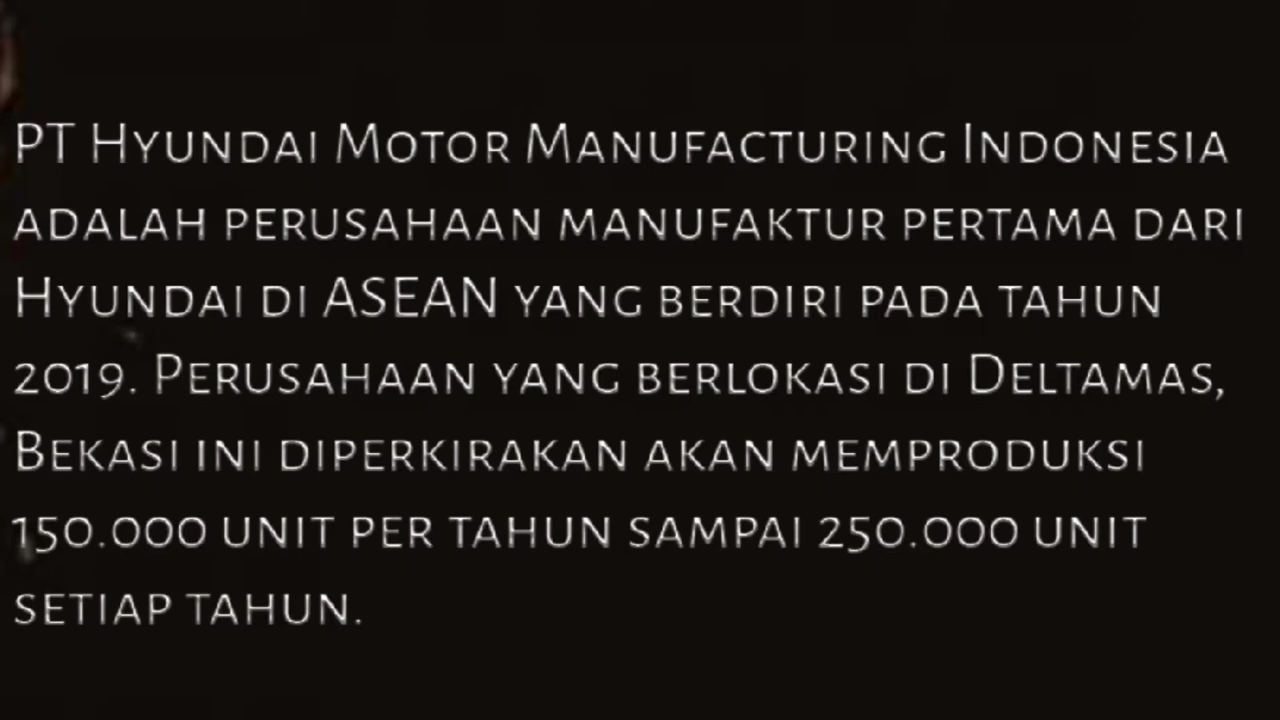 PT Hyundai Motor Manufacturing Indonesia
adalah perusahaan manufaktur pertama dari
Hyundai di ASEAN yang berdiri pada tahun
2019. Perusahaan yang berlokasi di Deltamas,
Bekasi ini diperkirakan akan memproduksi
150.000 unit per tahun sampai 250.000 unit
setiap tahun.